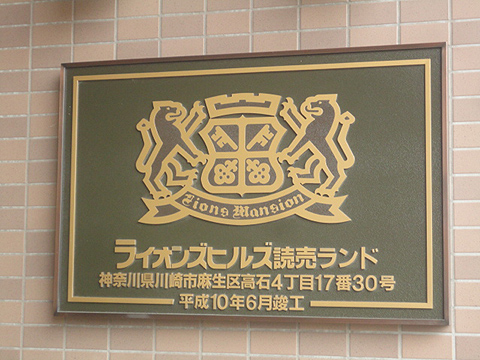 Lions Mansion
ライオンズヒルズ読売ランド
神奈川県川崎市麻生区高石4丁目17番30号
平成10年6月竣工